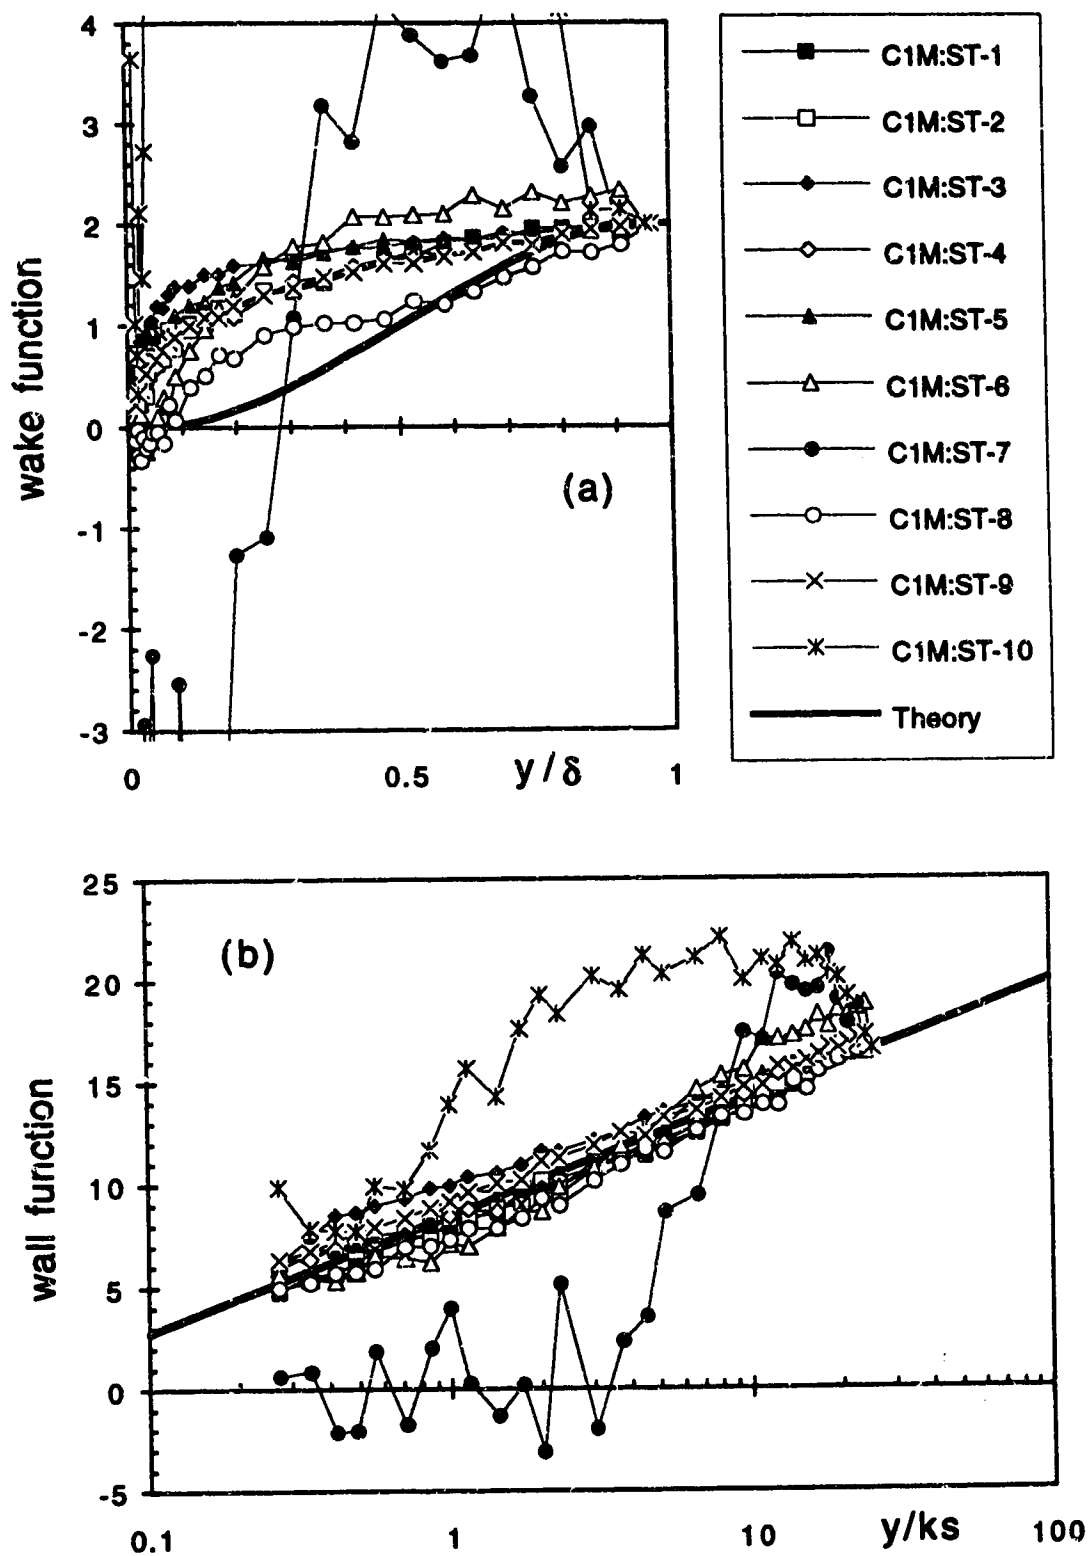 4
3
2
1
0
-1
-2
-3
wake function
(a)
0
0.5
y/δ
1
C1M:ST-1
C1M:ST-2
C1M:ST-3
C1M:ST-4
C1M:ST-5
C1M:ST-6
C1M:ST-7
C1M:ST-8
C1M:ST-9
C1M:ST-10
Theory
25
20
15
10
5
0
-5
wall function
(b)
0.1
1
10
y/ks
100